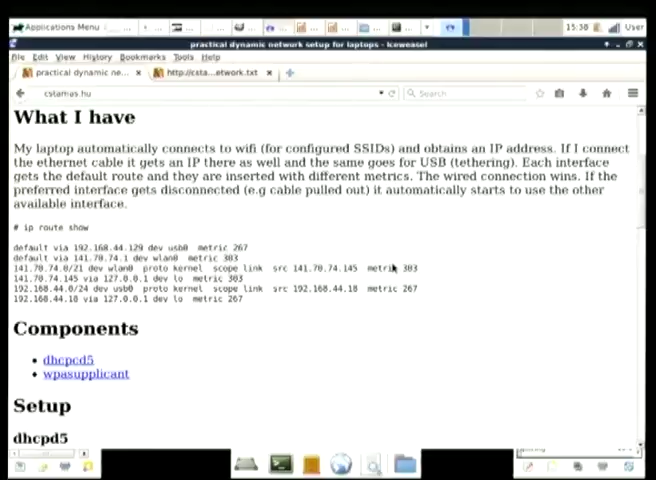 Applications Menu
15:38
User
practical dynamic network setup for laptops - Iceweasel
File Edit View History Bookmarks Tools Help
practical dynamic ne...
http://csta...etwork.txt
cstamas.hu
Search
What I have
My laptop automatically connects to wifi (for configured SSIDs) and obtains an IP address. If I connect
the ethernet cable it gets an IP there as well and the same goes for USB (tethering). Each interface
gets the default route and they are inserted with different metrics. The wired connection wins. If the
preferred interface gets disconnected (e.g cable pulled out) it automatically starts to use the other
available interface.
# ip route show
default via 192.168.44.129 dev usb0 metric 267
default via 141.70.74.1 dev wlan0 metric 303
141.70.74.0/21 dev wlan0 proto kernel scope link src 141.70.74.145 metric 303
141.70.74.145 via 127.0.0.1 dev lo metric 303
192.168.44.0/24 dev usb0 proto kernel scope link src 192.168.44.18 metric 267
192.168.44.18 via 127.0.0.1 dev lo metric 267
Components
dhcpcd5
wpasupplicant
Setup
dhcpd5